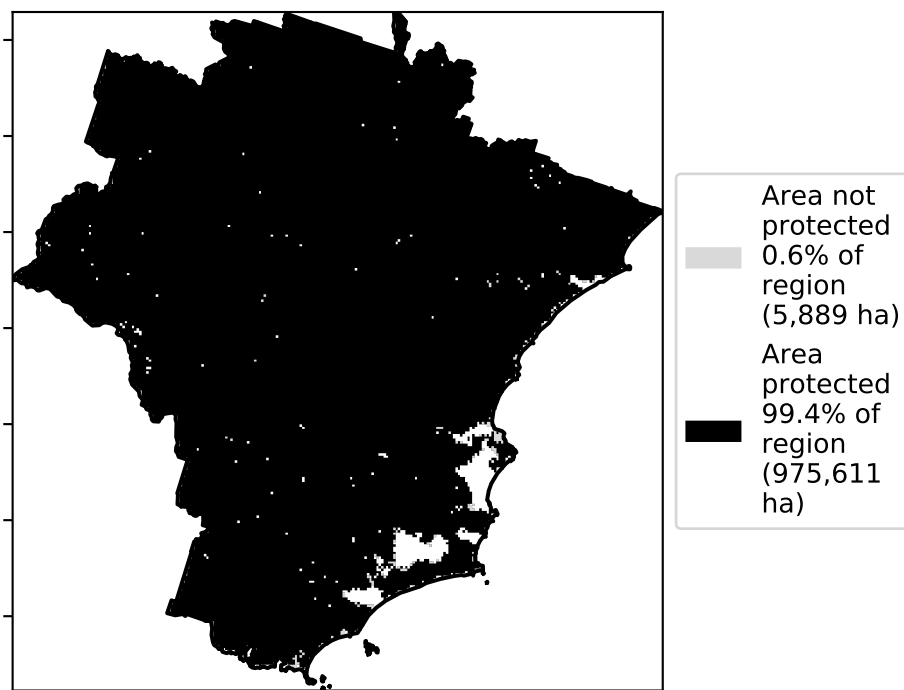 Area not
protected
0.6% of
region
(5,889 ha)
Area
protected
99.4% of
region
(975,611
ha)